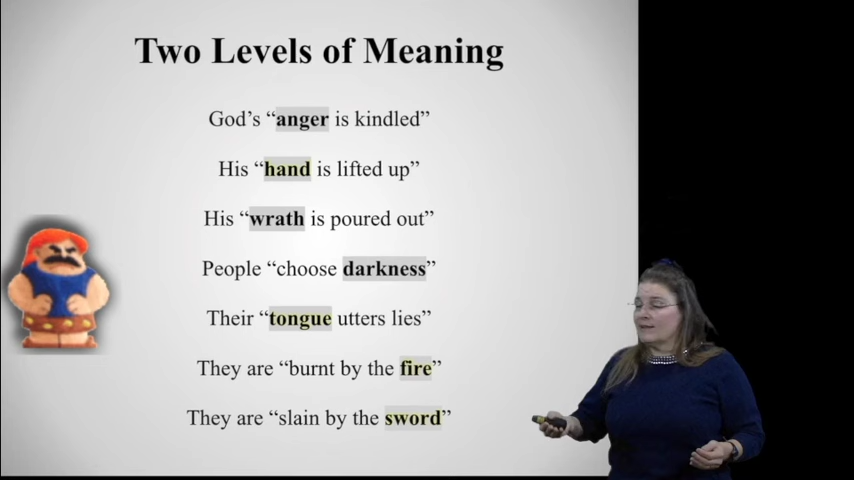 Two Levels of Meaning
God's “anger is kindled”
His “hand is lifted up”
His “wrath is poured out”
People “choose darkness”
Their “tongue utters lies”
They are “burnt by the fire”
They are “slain by the sword”